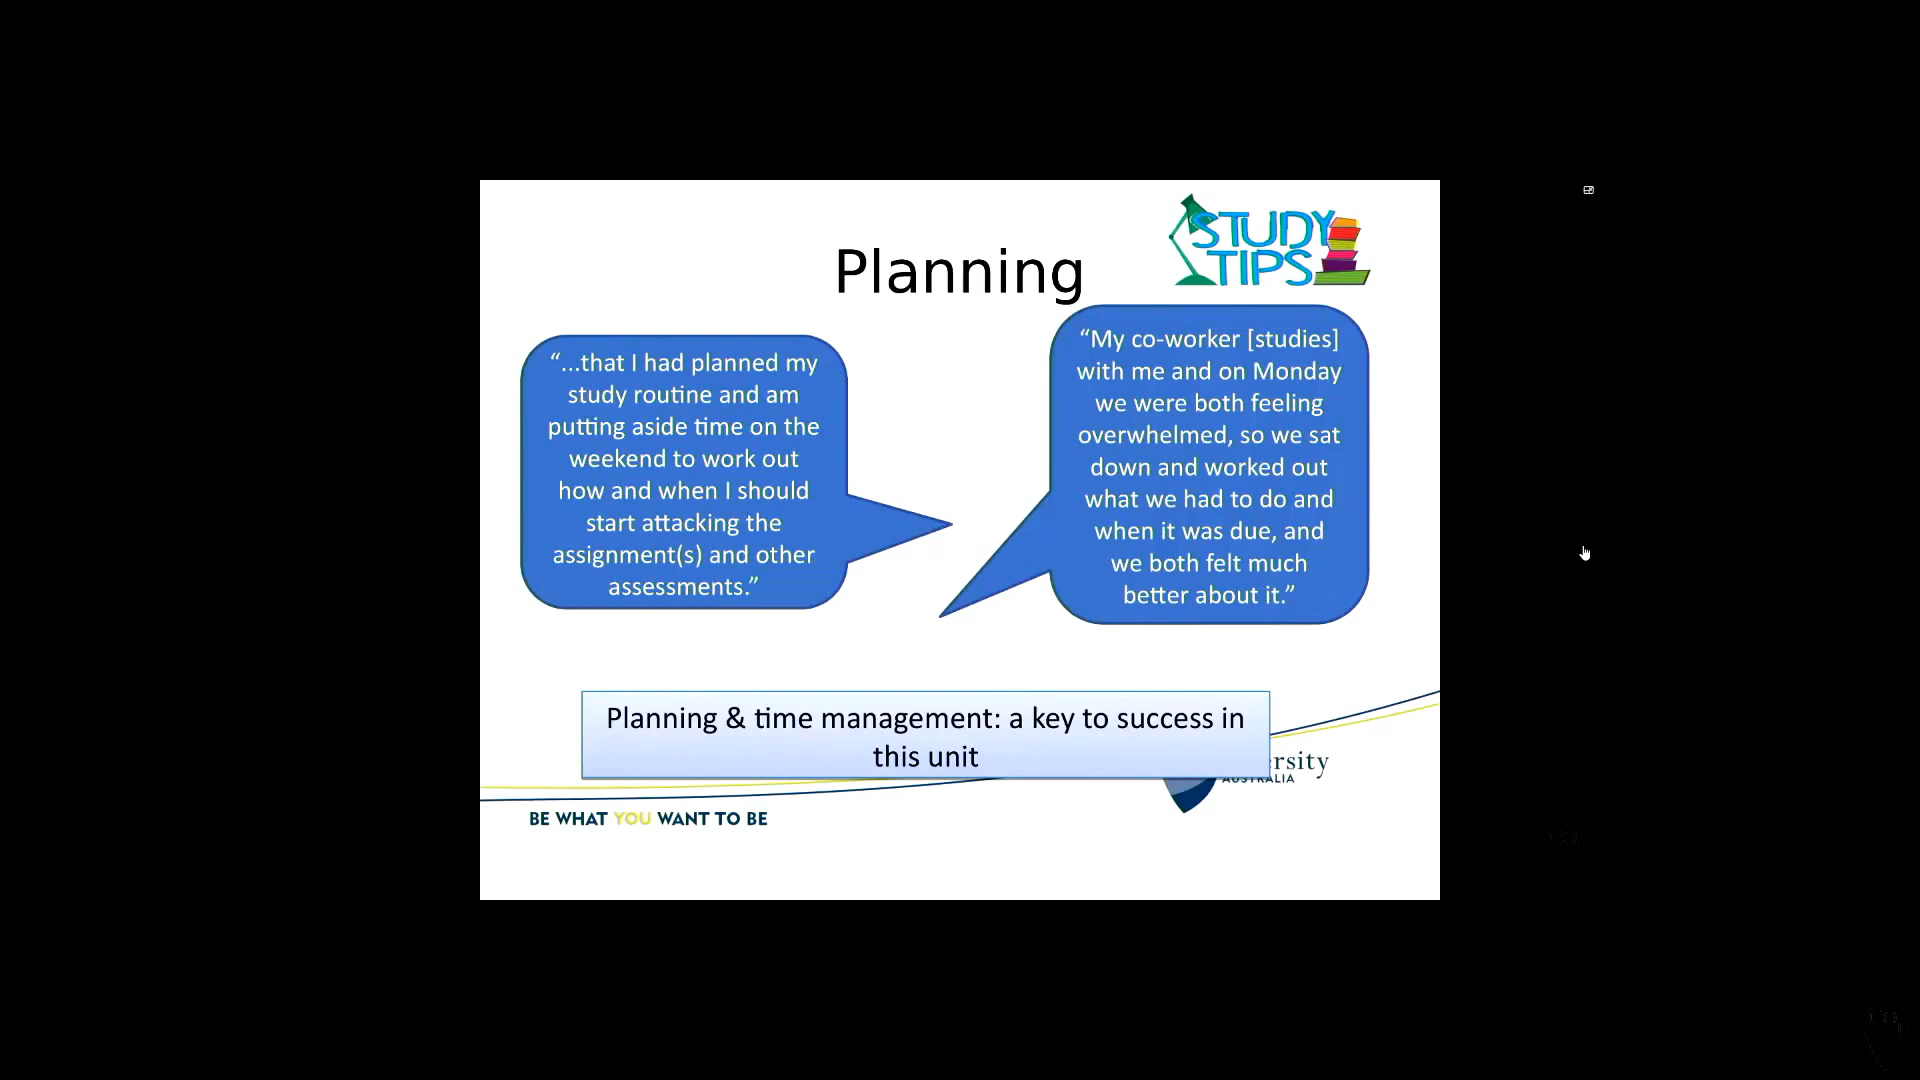 STUDY
TIPS
Planning
“...that I had planned my
study routine and am
putting aside time on the
weekend to work out
how and when I should
start attacking the
assignment(s) and other
assessments.”
“My co-worker [studies]
with me and on Monday
we were both feeling
overwhelmed, so we sat
down and worked out
what we had to do and
when it was due, and
we both felt much
better about it.”
Planning & time management: a key to success in
this unit
rsity
AUSTRALIA
BE WHAT YOU WANT TO BE